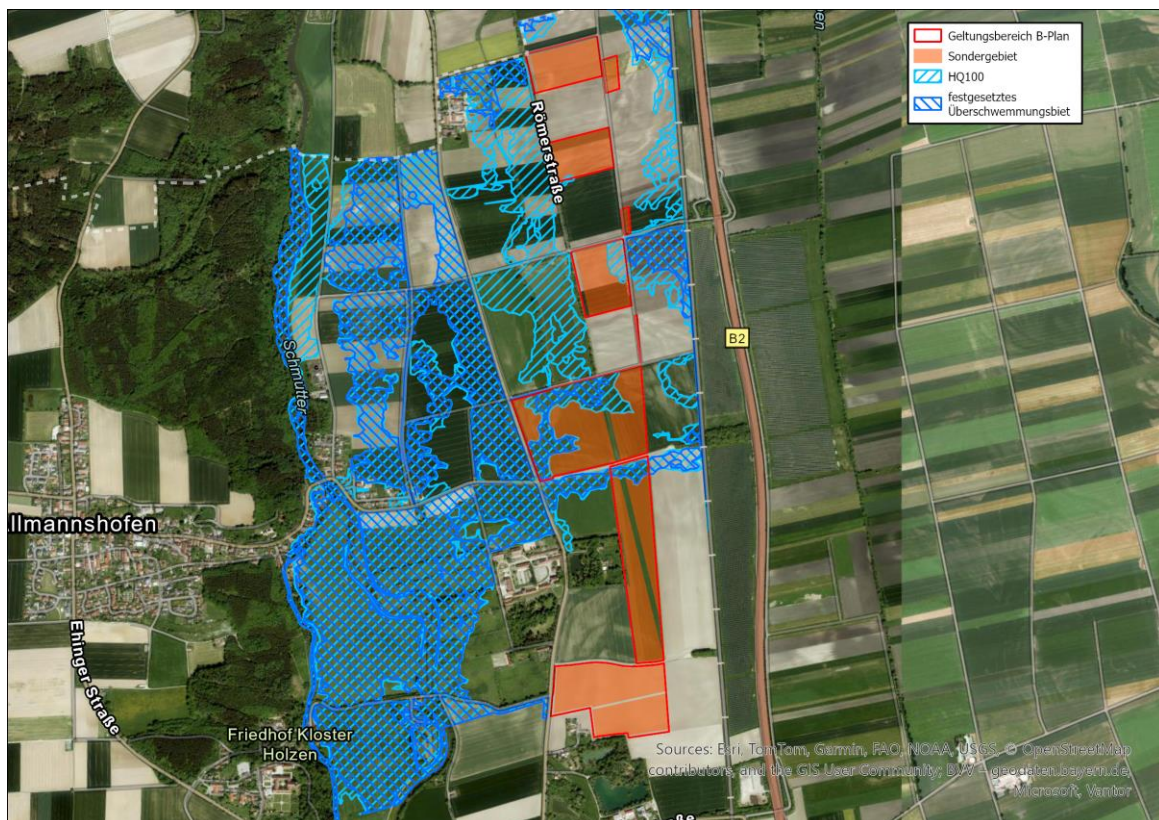 Geltungsbereich B-Plan
Sondergebiet
HQ100
festgesetztes
Überschwemmungsbiet
Römerstraße
B2
Schmutter
llmannshofen
Ehinger Straße
Friedhof Kloster
Holzen
Sources: Esri, TomTom, Garmin, FAO, NOAA, USGS, © OpenStreetMap
contributors, and the GIS User Community; BVV - geodaten.bayern.de,
Microsoft, Vantor